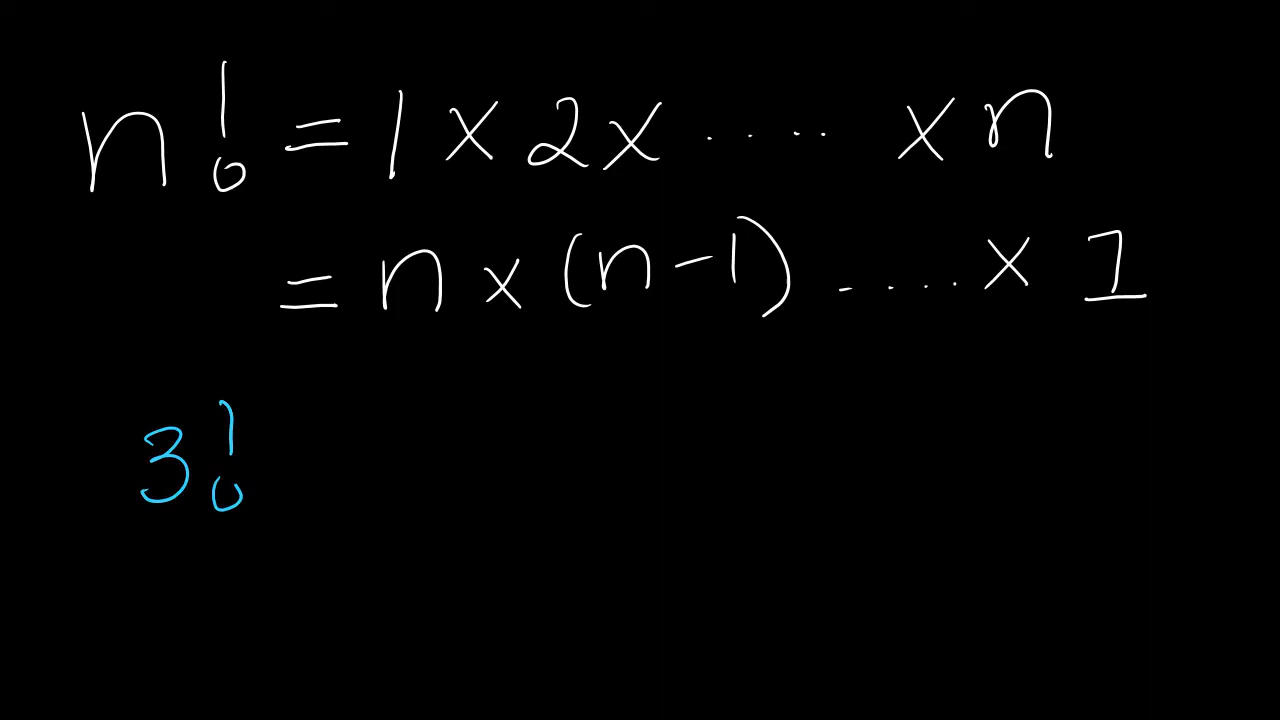 n! = 1 × 2 × ..... × n
= n × (n-1) ..... × 1
3!